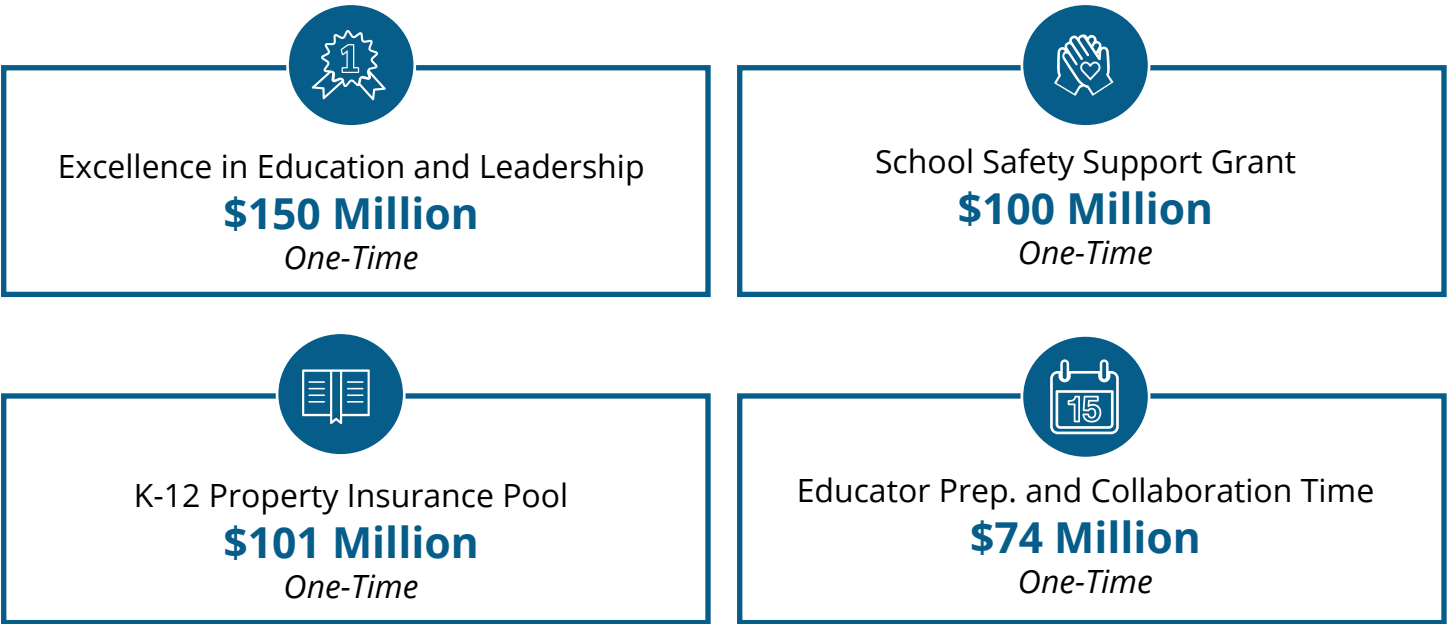 1
Excellence in Education and Leadership
$150 Million
One-Time
School Safety Support Grant
$100 Million
One-Time
K-12 Property Insurance Pool
$101 Million
One-Time
15
Educator Prep. and Collaboration Time
$74 Million
One-Time